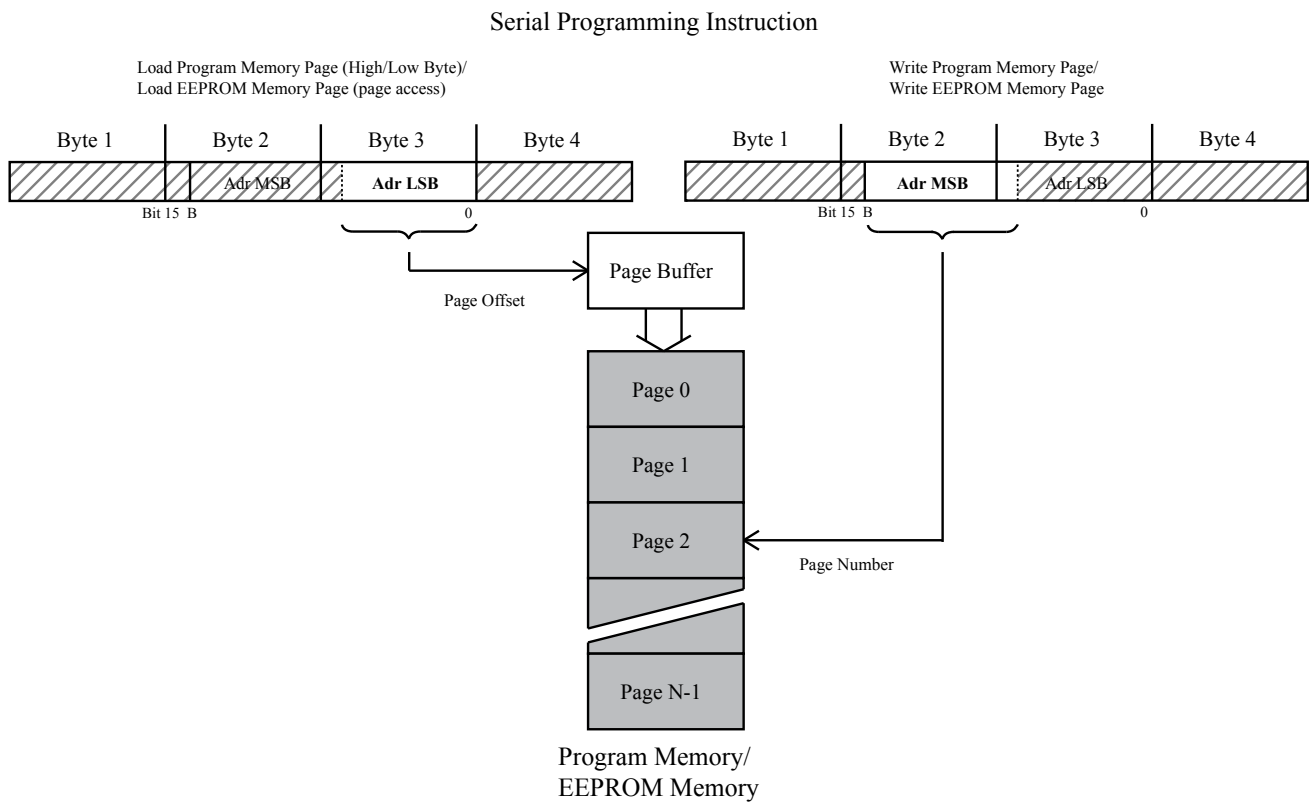 Serial Programming Instruction
Load Program Memory Page (High/Low Byte)/
Load EEPROM Memory Page (page access)
Write Program Memory Page/
Write EEPROM Memory Page
Byte 1 Byte 2 Byte 3 Byte 4
Byte 1 Byte 2 Byte 3 Byte 4
Adr MSB Adr LSB
Adr MSB Adr LSB
Bit 15 B 0
Bit 15 B 0
Page Buffer
Page Offset
Page 0
Page 1
Page 2
Page Number
Page N-1
Program Memory/
EEPROM Memory